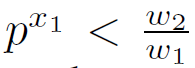 p^{x_1} < \frac{w_2}{w_1}